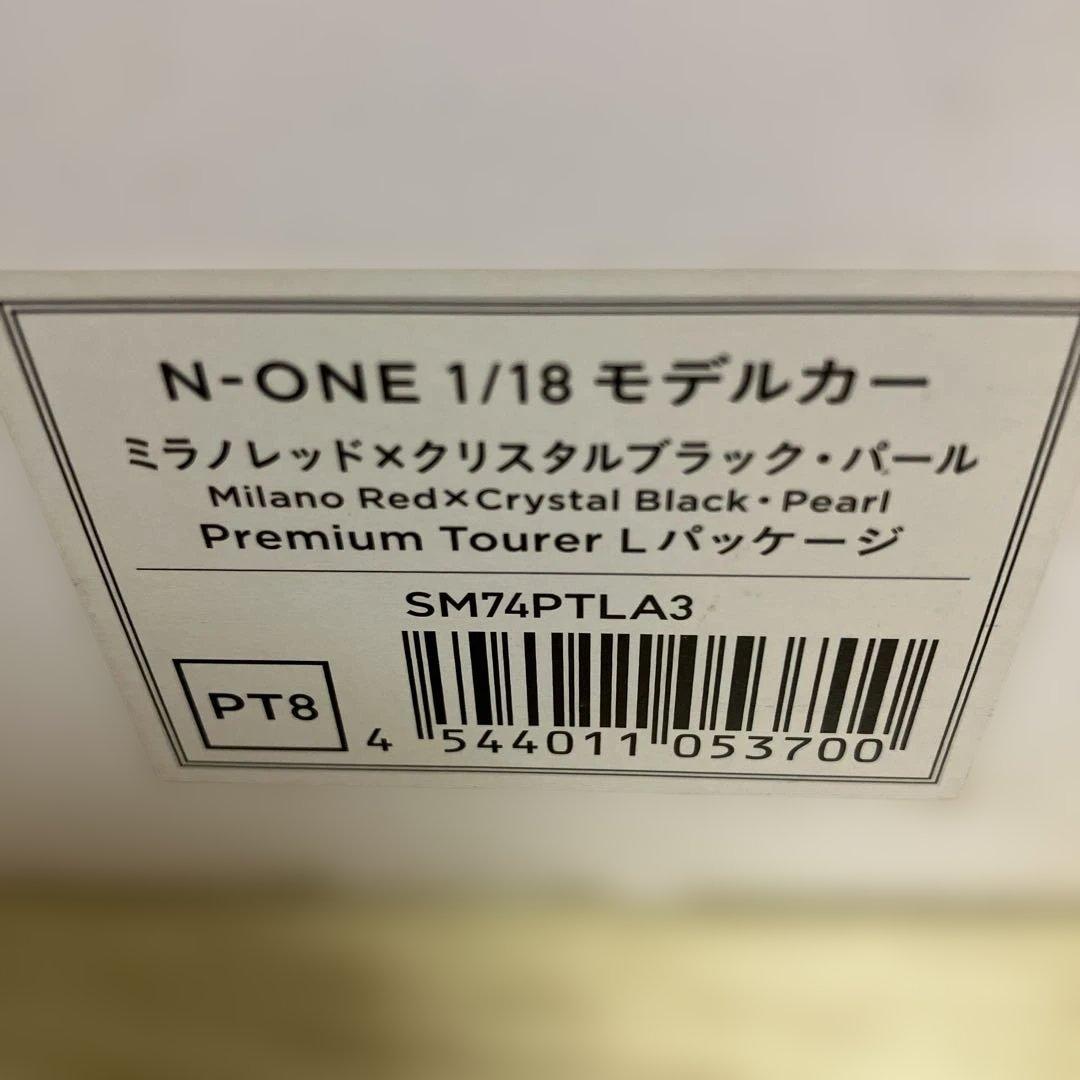 N-ONE 1/18 モデルカー
ミラノレッド×クリスタルブラック・パール
Milano Red×Crystal Black・Pearl
Premium Tourer L パッケージ
SM74PTLA3
PT8
4 544011 053700